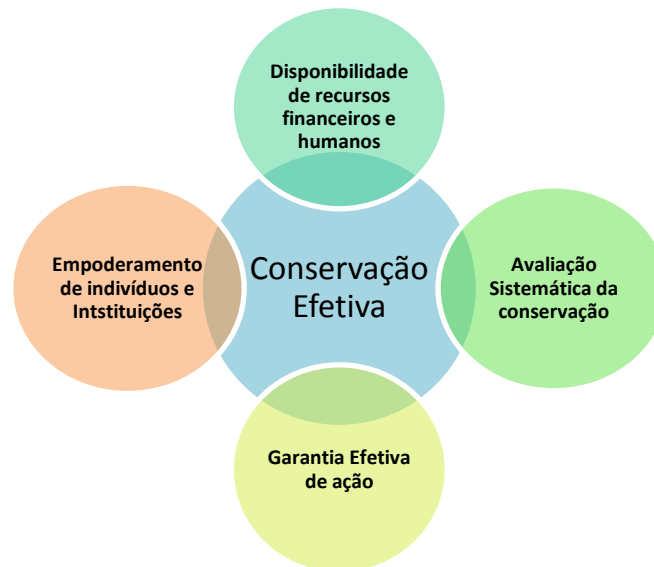 Disponibilidade
de recursos
financeiros e
humanos
Empoderamento
de indivíduos e
Intstituições
Conservação
Efetiva
Avaliação
Sistemática da
conservação
Garantia Efetiva
de ação